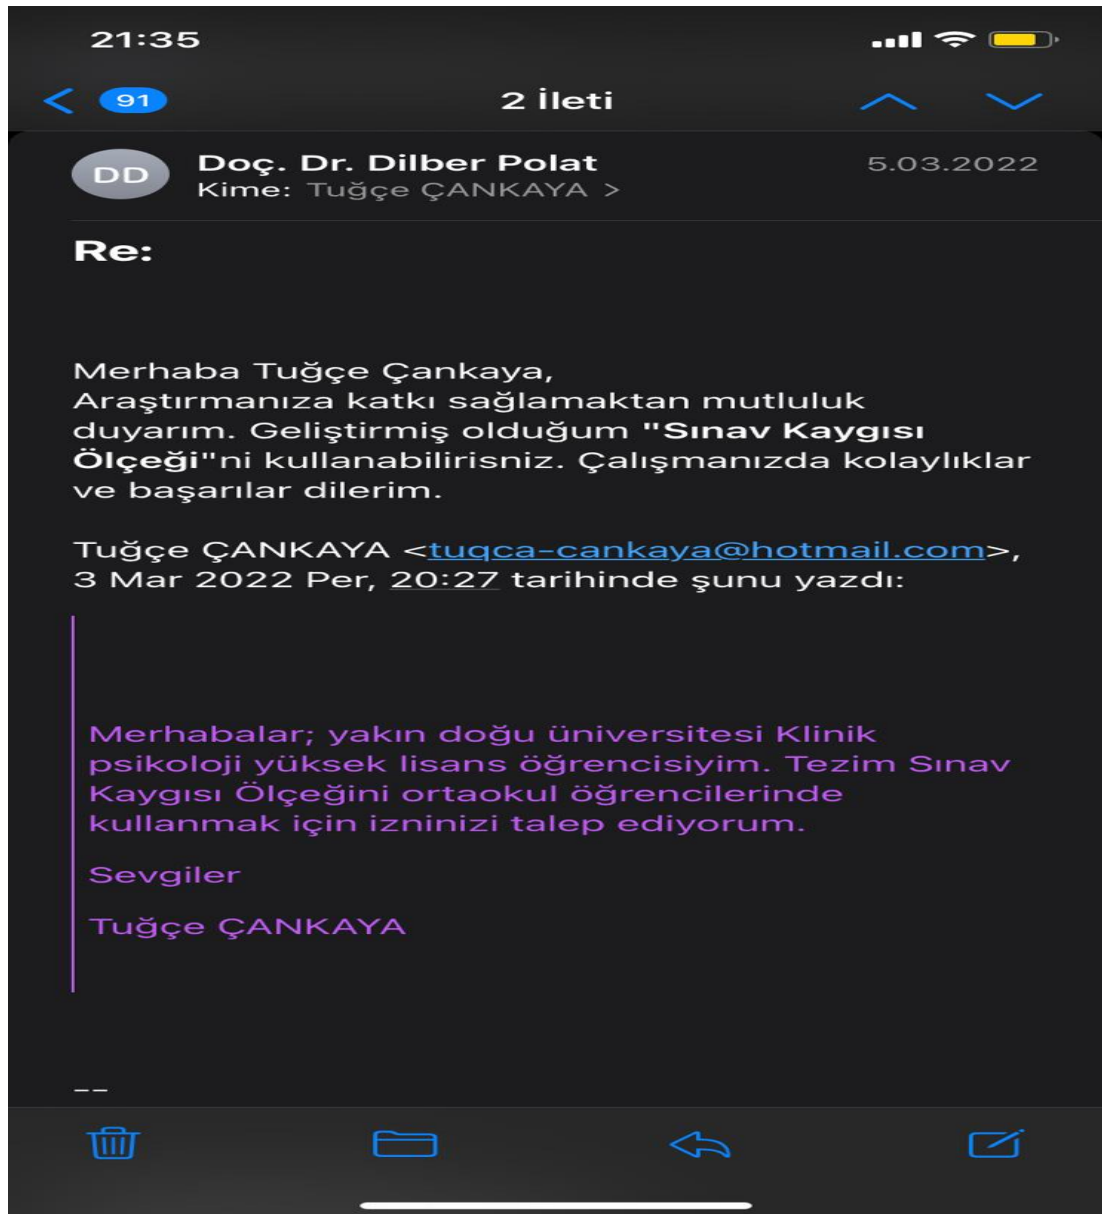 21:35
91
2 İleti
DD
Doç. Dr. Dilber Polat
5.03.2022
Kime: Tuğçe ÇANKAYA >
Re:
Merhaba Tuğçe Çankaya,
Araştırmanıza katkı sağlamaktan mutluluk
duyarım. Geliştirmiş olduğum "Sınav Kaygısı
Ölçeği"ni kullanabilirisniz. Çalışmanızda kolaylıklar
ve başarılar dilerim.
Tuğçe ÇANKAYA <tuqca-cankaya@hotmail.com>,
3 Mar 2022 Per, 20:27 tarihinde şunu yazdı:
Merhabalar; yakın doğu üniversitesi Klinik
psikoloji yüksek lisans öğrencisiyim. Tezim Sınav
Kaygısı Ölçeğini ortaokul öğrencilerinde
kullanmak için izninizi talep ediyorum.
Sevgiler
Tuğçe ÇANKAYA
--